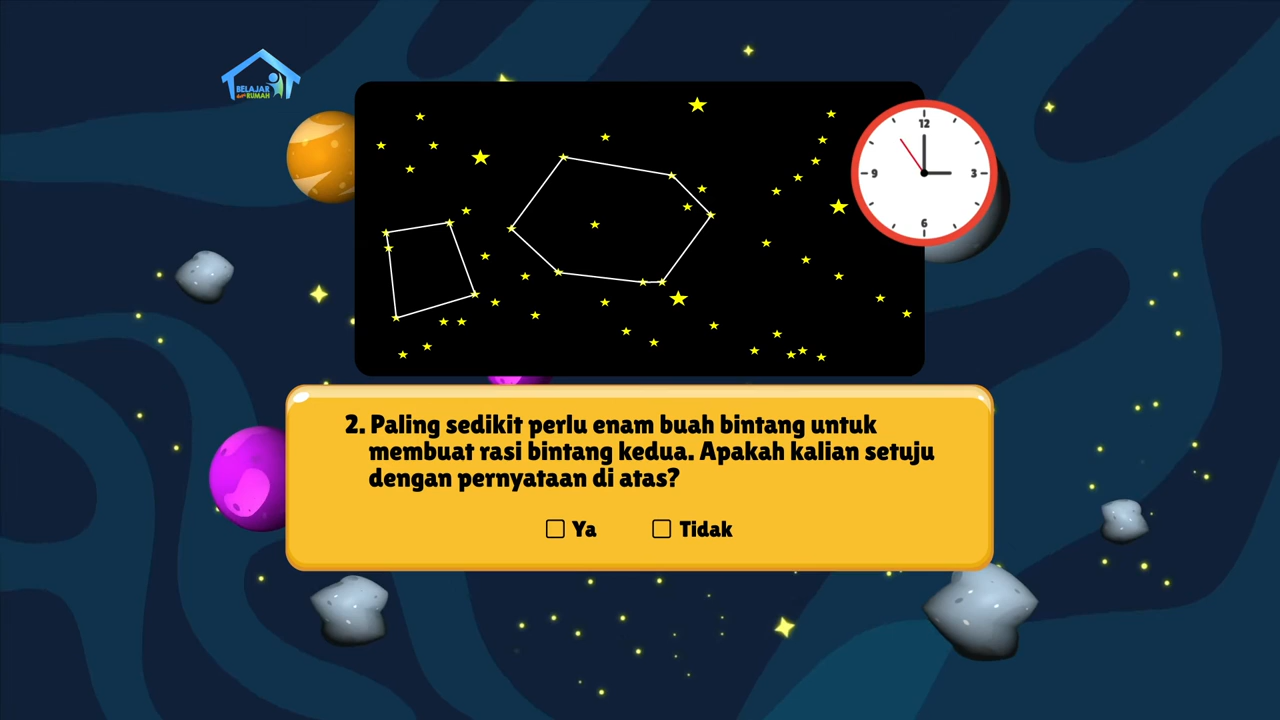 BELAJAR
dari RUMAH
12
9
3
6
2. Paling sedikit perlu enam buah bintang untuk
membuat rasi bintang kedua. Apakah kalian setuju
dengan pernyataan di atas?
Ya
Tidak